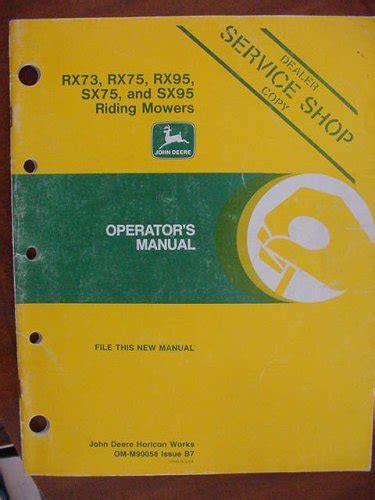 RX73, RX75, RX95,
SX75, and SX95
Riding Mowers
DEALER
SERVICE SHOP
COPY
JOHN DEERE
OPERATOR'S
MANUAL
FILE THIS NEW MANUAL
John Deere Horicon Works
OM-M90058 Issue B7